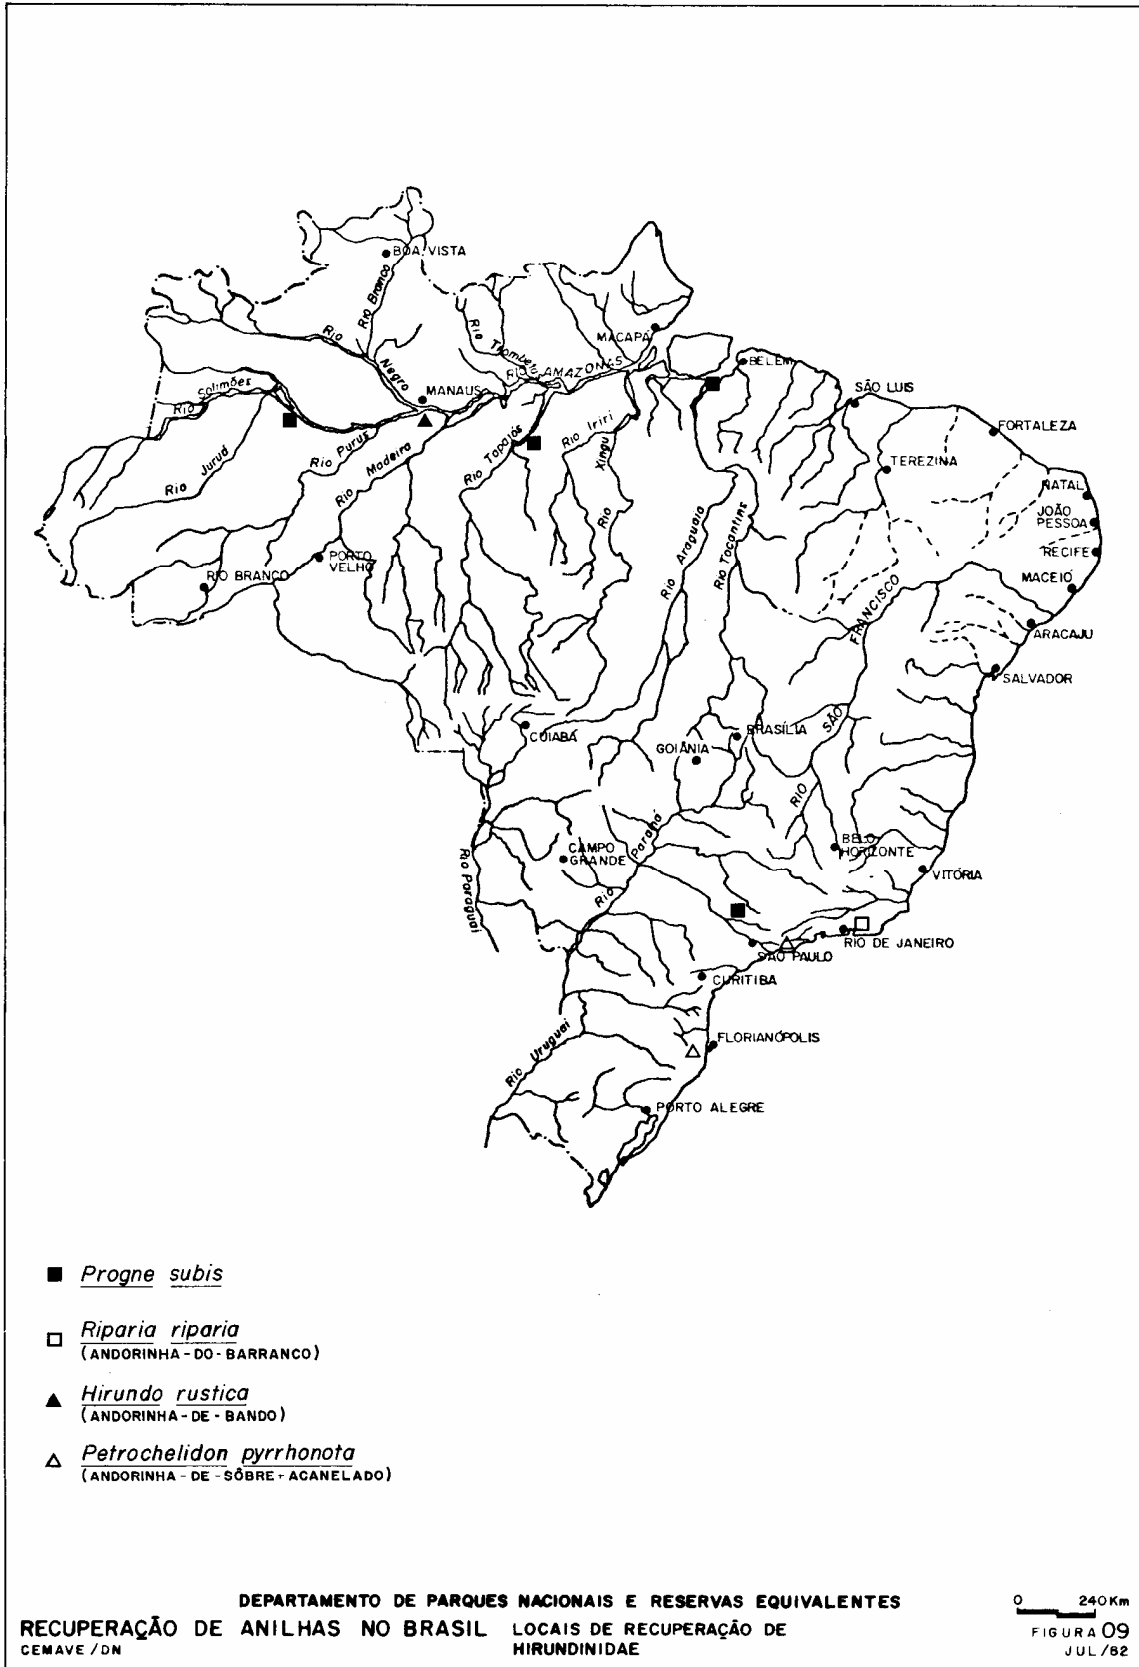 BOA VISTA
Rio Branco
Rio
Negro
Rio
Trombete
MACAPÁ
RIO AMAZONAS
BELÉM
SÃO LUIS
Solimões
Rio
MANAUS
FORTALEZA
Rio Juruá
Rio Purus
Rio Madeira
Rio Tapajós
Rio Iriri
Rio Xingu
TEREZINA
NATAL
JOÃO
PESSOA
RECIFE
MACEIÓ
ARACAJU
SALVADOR
Rio Araguaia
Rio Tocantins
RIO SÃO FRANCISCO
PORTO
VELHO
RIO BRANCO
CUIABÁ
GOIÂNIA
BRASÍLIA
BELO
HORIZONTE
VITÓRIA
CAMPO
GRANDE
Rio Paraná
Rio Paraguai
RIO DE JANEIRO
SÃO PAULO
CURITIBA
FLORIANÓPOLIS
Rio Uruguai
PORTO ALEGRE
Progne subis
Riparia riparia
(ANDORINHA-DO-BARRANCO)
Hirundo rustica
(ANDORINHA-DE-BANDO)
Petrochelidon pyrrhonota
(ANDORINHA-DE-SÔBRE-ACANELADO)
DEPARTAMENTO DE PARQUES NACIONAIS E RESERVAS EQUIVALENTES
0 240Km
RECUPERAÇÃO DE ANILHAS NO BRASIL LOCAIS DE RECUPERAÇÃO DE
HIRUNDINIDAE
CEMAVE/DN
FIGURA 09
JUL/82